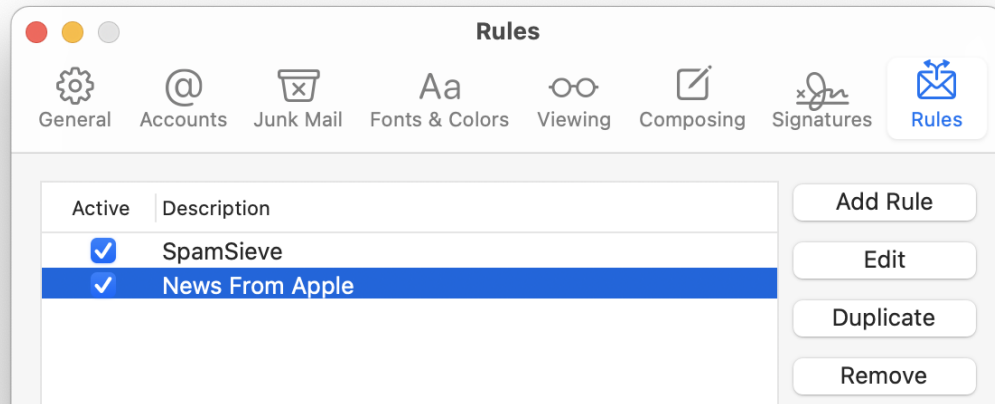 Rules
General Accounts Junk Mail Fonts & Colors Viewing Composing Signatures Rules
Active Description
SpamSieve
News From Apple
Add Rule
Edit
Duplicate
Remove